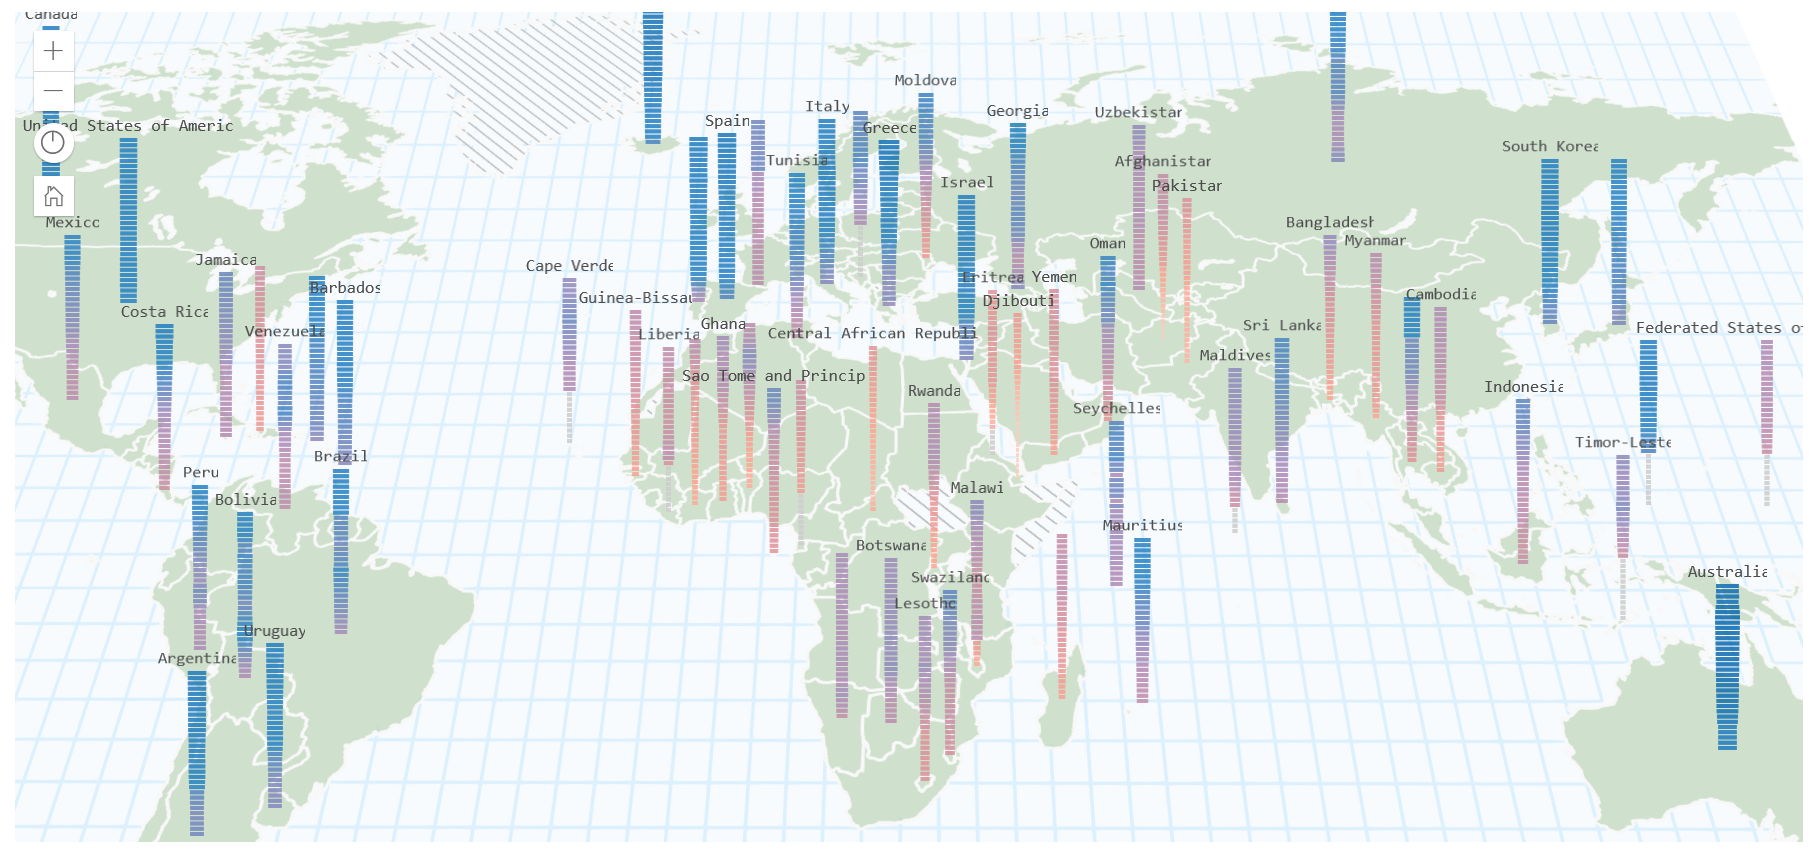 Canada
United States of Americ
Mexico
Jamaica
Costa Rica
Barbados
Venezuela
Peru
Brazil
Bolivia
Uruguay
Argentina
Cape Verde
Guinea-Bissau
Liberia
Ghana
Central African Republi
Sao Tome and Princip
Spain
Italy
Tunisia
Greece
Moldova
Georgia
Israel
Eritrea
Yemen
Djibouti
Oman
Uzbekistan
Afghanistan
Pakistan
Rwanda
Malawi
Botswana
Swaziland
Lesotho
Seychelles
Mauritius
Maldives
Sri Lanka
Bangladesh
Myanmar
Cambodia
South Korea
Indonesia
Federated States of
Timor-Leste
Australia